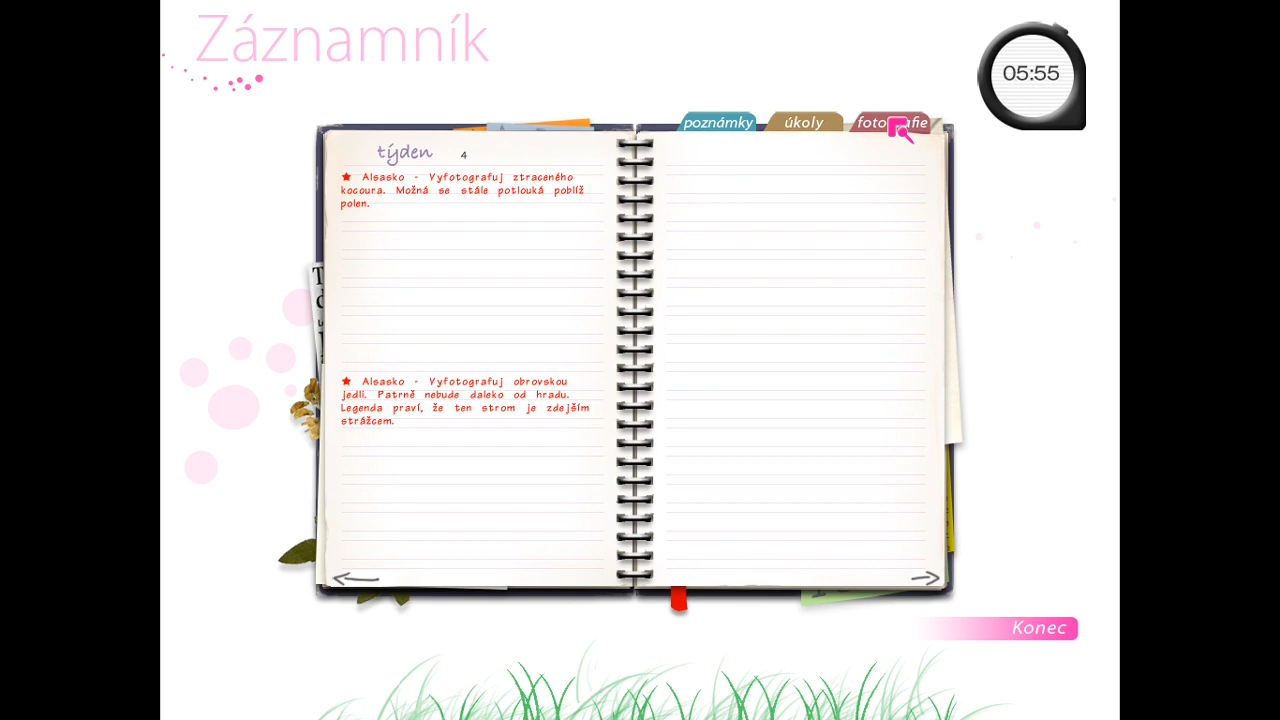 Záznamník
05:55
poznámky úkoly fotografie
týden 4
★ Alsasko - Vyfotografuj ztraceného
kocoura. Možná se stále potlouká poblíž
polen.
★ Alsasko - Vyfotografuj obrovskou
jedli. Patrně nebude daleko od hradu.
Legenda praví, že ten strom je zdejším
strážcem.
Konec